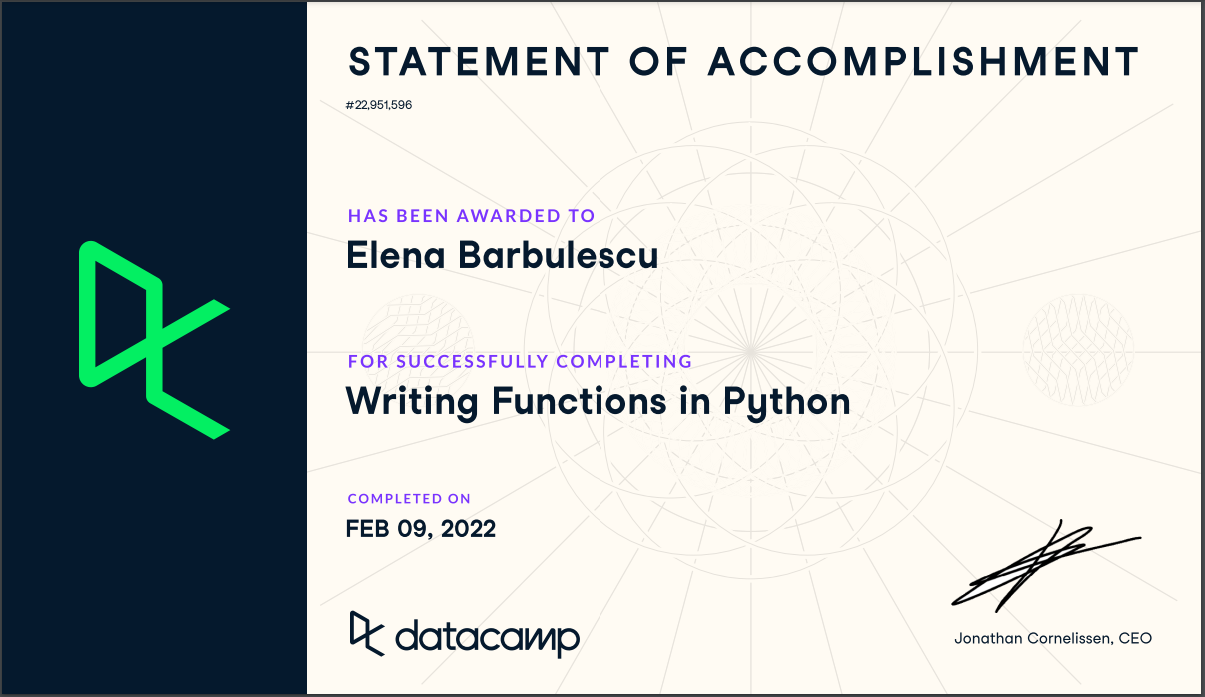 STATEMENT OF ACCOMPLISHMENT
#22,951,596
HAS BEEN AWARDED TO
Elena Barbulescu
FOR SUCCESSFULLY COMPLETING
Writing Functions in Python
COMPLETED ON
FEB 09, 2022
datacamp
Jonathan Cornelissen, CEO